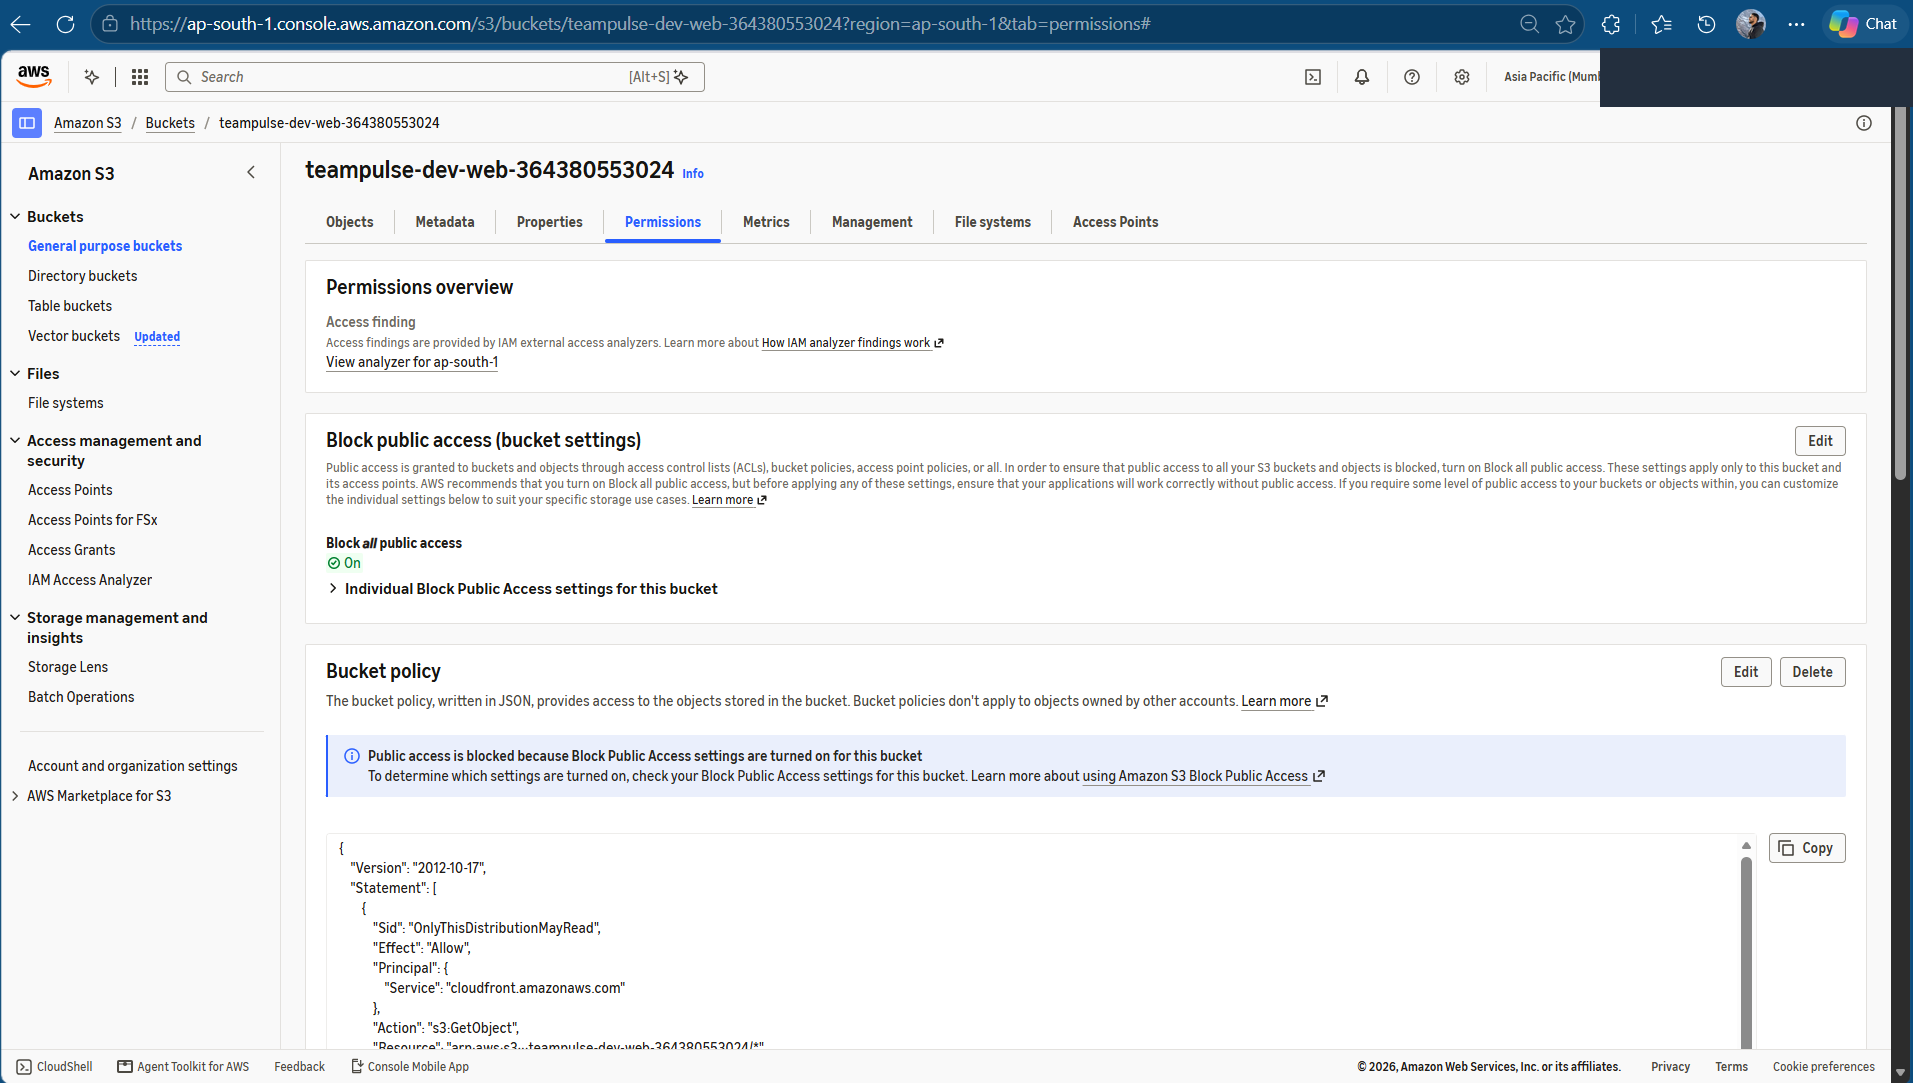 https://ap-south-1.console.aws.amazon.com/s3/buckets/teampulse-dev-web-364380553024?region=ap-south-1&tab=permissions#
Chat
aws
Search
[Alt+S]
Asia Pacific (Mumb
Amazon S3 / Buckets / teampulse-dev-web-364380553024
Amazon S3
Buckets
General purpose buckets
Directory buckets
Table buckets
Vector buckets Updated
Files
File systems
Access management and
security
Access Points
Access Points for FSx
Access Grants
IAM Access Analyzer
Storage management and
insights
Storage Lens
Batch Operations
Account and organization settings
AWS Marketplace for S3
teampulse-dev-web-364380553024 Info
Objects Metadata Properties Permissions Metrics Management File systems Access Points
Permissions overview
Access finding
Access findings are provided by IAM external access analyzers. Learn more about How IAM analyzer findings work
View analyzer for ap-south-1
Block public access (bucket settings)
Edit
Public access is granted to buckets and objects through access control lists (ACLs), bucket policies, access point policies, or all. In order to ensure that public access to all your S3 buckets and objects is blocked, turn on Block all public access. These settings apply only to this bucket and
its access points. AWS recommends that you turn on Block all public access, but before applying any of these settings, ensure that your applications will work correctly without public access. If you require some level of public access to your buckets or objects within, you can customize
the individual settings below to suit your specific storage use cases. Learn more
Block all public access
On
Individual Block Public Access settings for this bucket
Bucket policy
Edit Delete
The bucket policy, written in JSON, provides access to the objects stored in the bucket. Bucket policies don't apply to objects owned by other accounts. Learn more
Public access is blocked because Block Public Access settings are turned on for this bucket
To determine which settings are turned on, check your Block Public Access settings for this bucket. Learn more about using Amazon S3 Block Public Access
Copy
{
"Version": "2012-10-17",
"Statement": [
{
"Sid": "OnlyThisDistributionMayRead",
"Effect": "Allow",
"Principal": {
"Service": "cloudfront.amazonaws.com"
},
"Action": "s3:GetObject",
"Resource": "arn:aws:s3:::teampulse-dev-web-364380553024/*"
CloudShell Agent Toolkit for AWS Feedback Console Mobile App
© 2026, Amazon Web Services, Inc. or its affiliates. Privacy Terms Cookie preferences